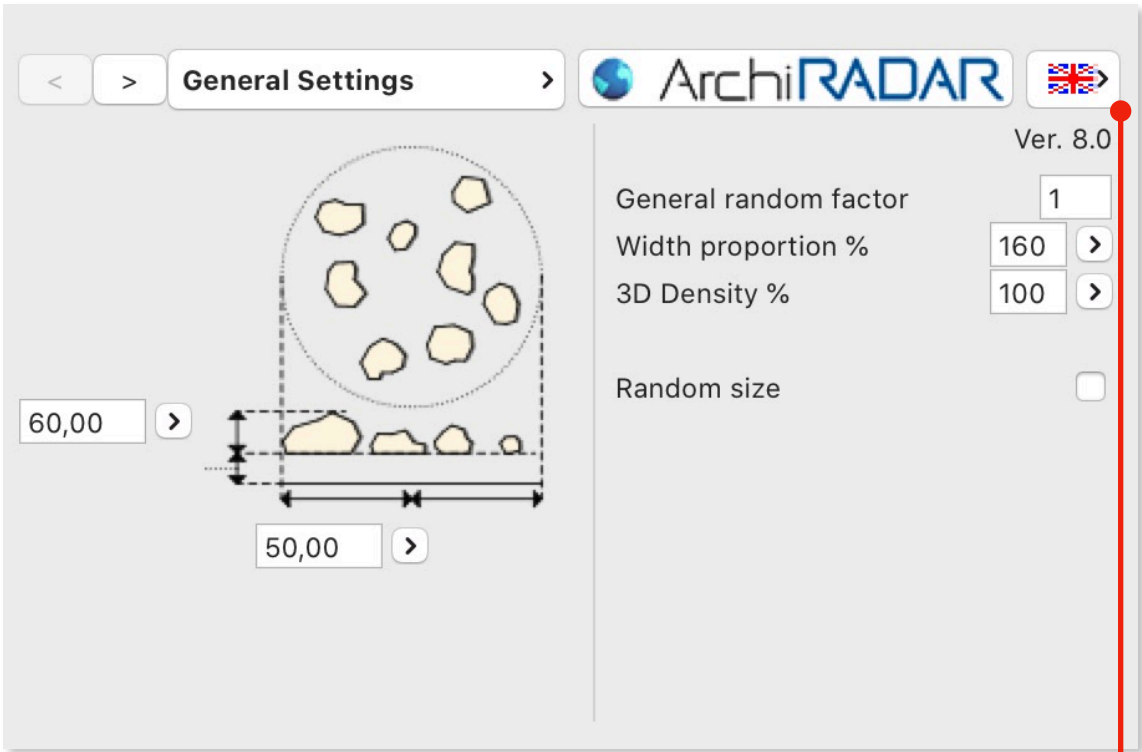 < > General Settings > ArchiRADAR >
Ver. 8.0
General random factor 1
Width proportion % 160 >
3D Density % 100 >
Random size
60,00 >
50,00 >